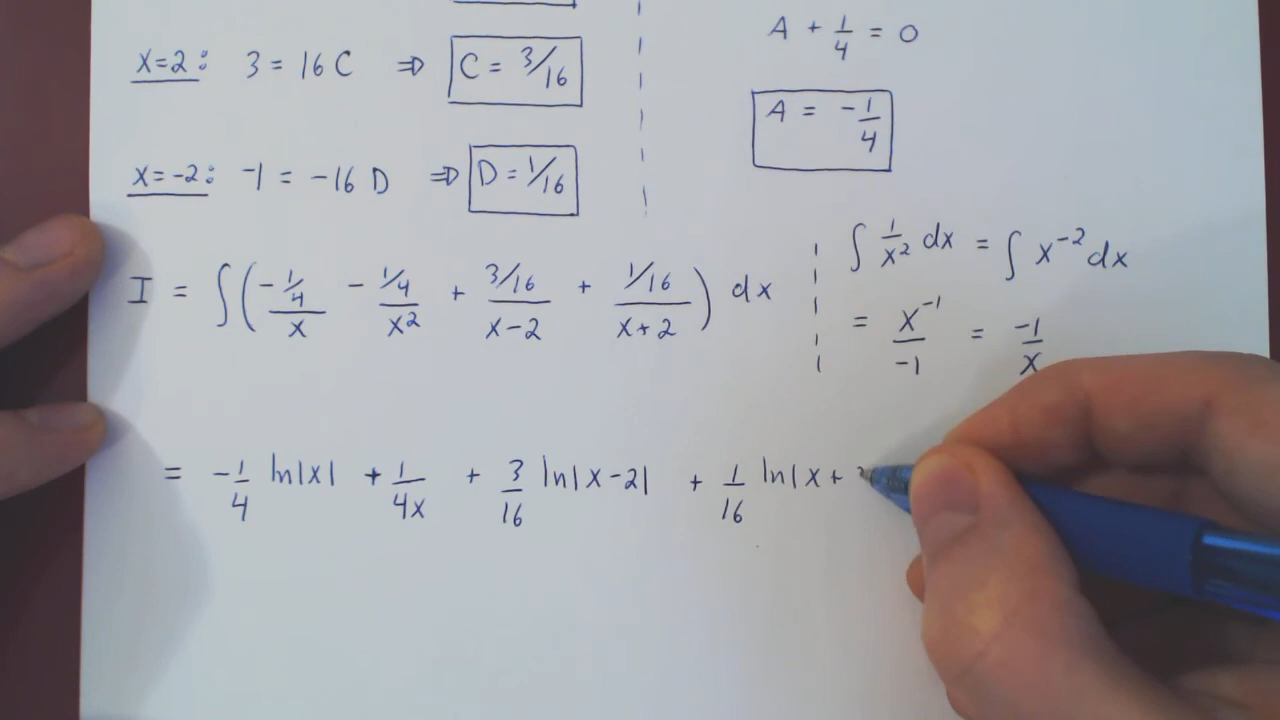 x=2: 3 = 16 C ⇒ C = 3/16
x=-2: -1 = -16 D ⇒ D = 1/16
A + 1/4 = 0
A = -1/4
I = ∫(-1/4/x - 1/4/x² + 3/16/x-2 + 1/16/x+2) dx
∫ 1/x² dx = ∫ x⁻² dx
= x⁻¹/-1 = -1/x
= -1/4 ln|x| + 1/4x + 3/16 ln|x-2| + 1/16 ln|x+